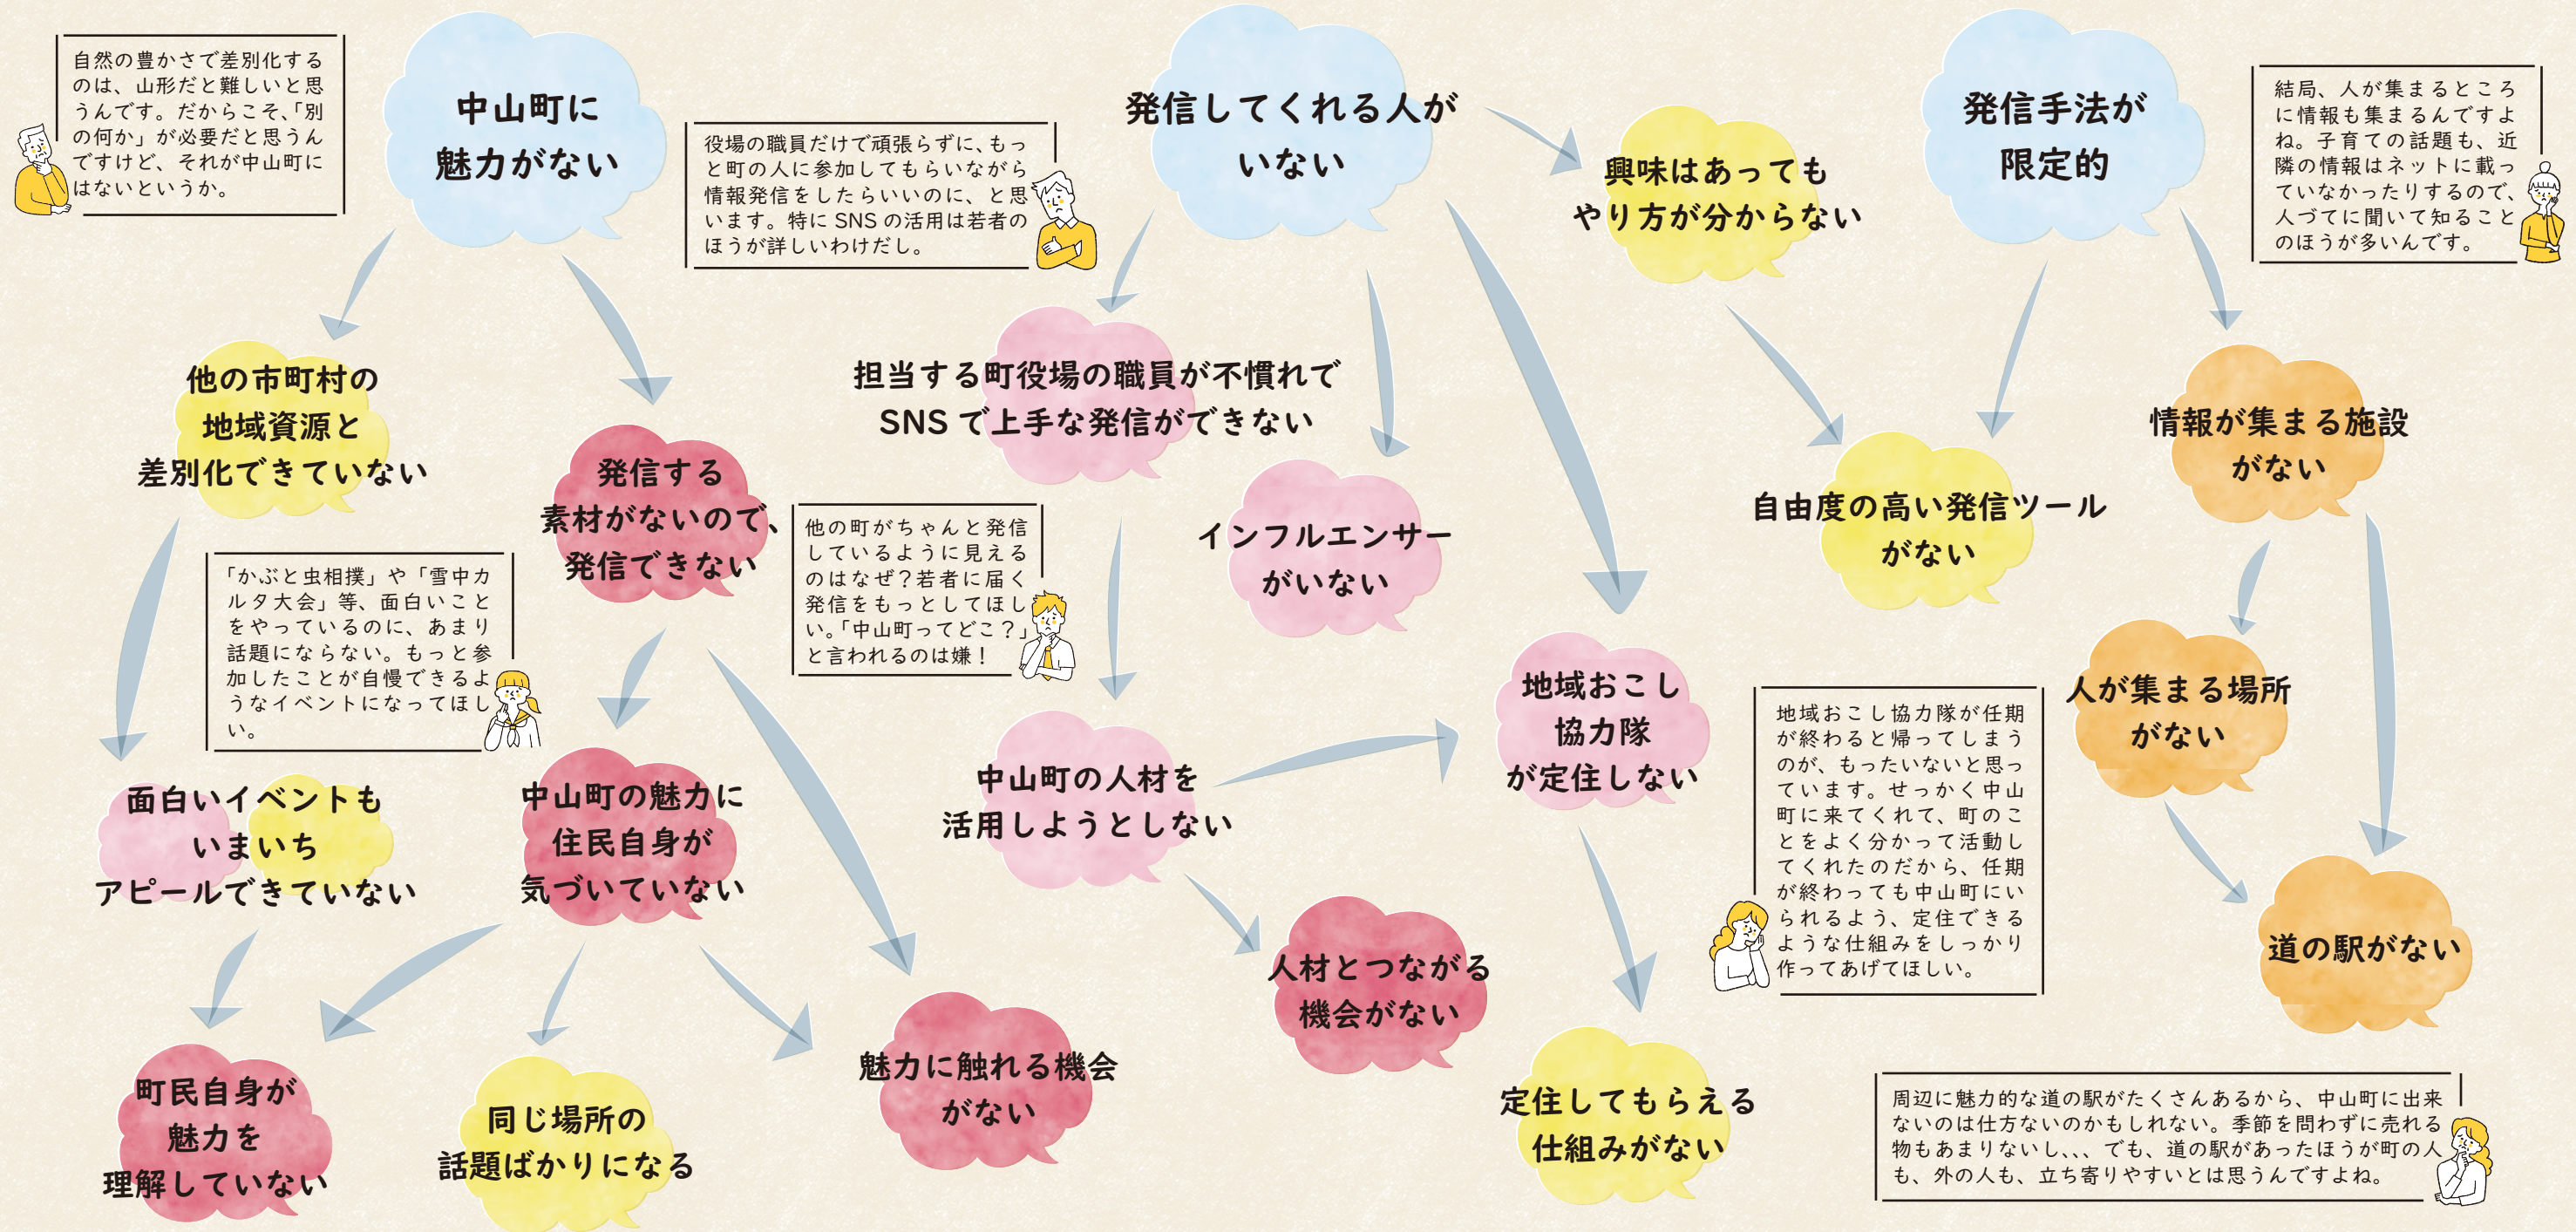 自然の豊かさで差別化する
のは、山形だと難しいと思
うんです。だからこそ、「別
の何か」が必要だと思うん
ですけど、それが中山町に
はないというか。
中山町に
魅力がない
役場の職員だけで頑張らずに、もっ
と町の人に参加してもらいながら
情報発信をしたらいいのに、と思
います。特に SNS の活用は若者の
ほうが詳しいわけだし。
発信してくれる人が
いない
興味はあっても
やり方が分からない
発信手法が
限定的
結局、人が集まるところ
に情報も集まるんですよ
ね。子育ての話題も、近
隣の情報はネットに載っ
ていなかったりするので、
人づてに聞いて知ること
のほうが多いんです。
他の市町村の
地域資源と
差別化できていない
発信する
素材がないので、
発信できない
担当する町役場の職員が不慣れで
SNS で上手な発信ができない
インフルエンサー
がいない
自由度の高い発信ツール
がない
情報が集まる施設
がない
「かぶと虫相撲」や「雪中カ
ルタ大会」等、面白いこと
をやっているのに、あまり
話題にならない。もっと参
加したことが自慢できるよ
うなイベントになってほし
い。
他の町がちゃんと発信
しているように見える
のはなぜ？若者に届く
発信をもっとしてほし
い。「中山町ってどこ？」
と言われるのは嫌！
面白いイベントも
いまいち
アピールできていない
中山町の魅力に
住民自身が
気づいていない
中山町の人材を
活用しようとしない
地域おこし
協力隊
が定住しない
地域おこし協力隊が任期
が終わると帰ってしまう
のが、もったいないと思っ
ています。せっかく中山
町に来てくれて、町のこ
とをよく分かって活動し
てくれたのだから、任期
が終わっても中山町にい
られるよう、定住できる
ような仕組みをしっかり
作ってあげてほしい。
人が集まる場所
がない
道の駅がない
人材とつながる
機会がない
魅力に触れる機会
がない
町民自身が
魅力を
理解していない
同じ場所の
話題ばかりになる
定住してもらえる
仕組みがない
周辺に魅力的な道の駅がたくさんあるから、中山町に出来
ないのは仕方ないのかもしれない。季節を問わずに売れる
物もあまりないし、、、でも、道の駅があったほうが町の人
も、外の人も、立ち寄りやすいとは思うんですよね。